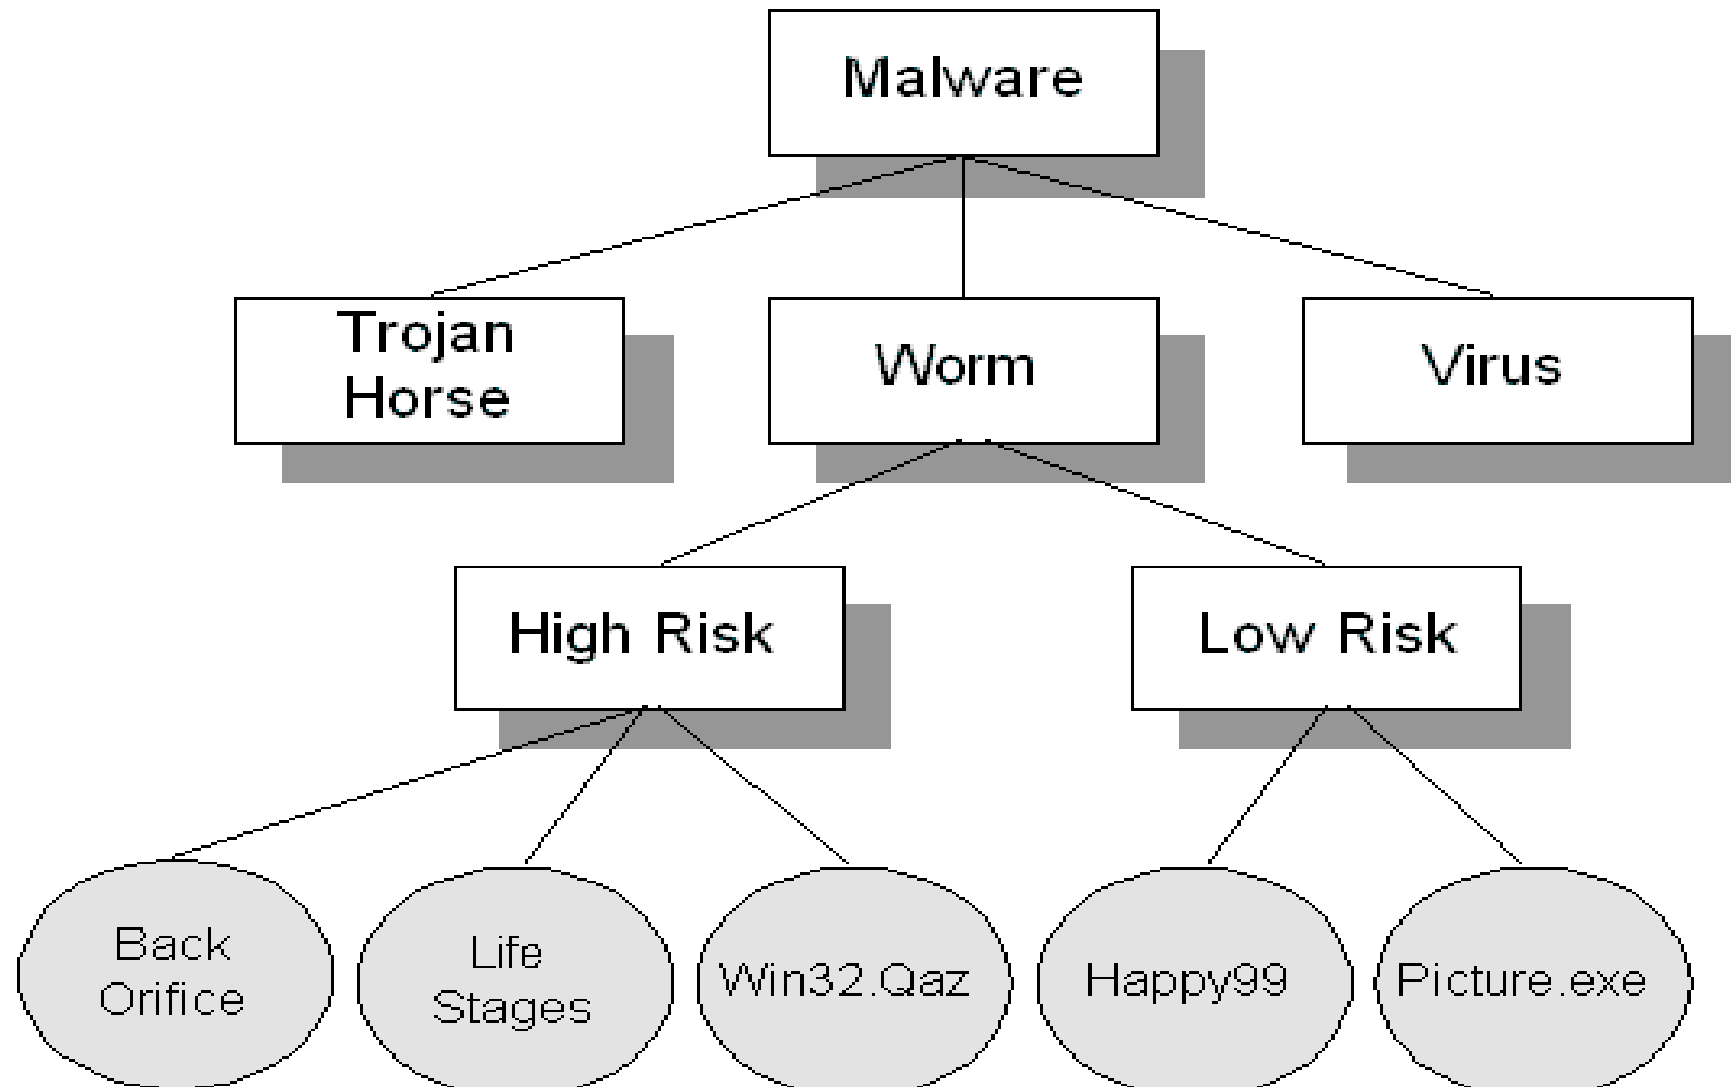 Malware
Trojan
Horse
Worm
Virus
High Risk
Low Risk
Back
Orifice
Life
Stages
Win32.Qaz
Happy99
Picture.exe